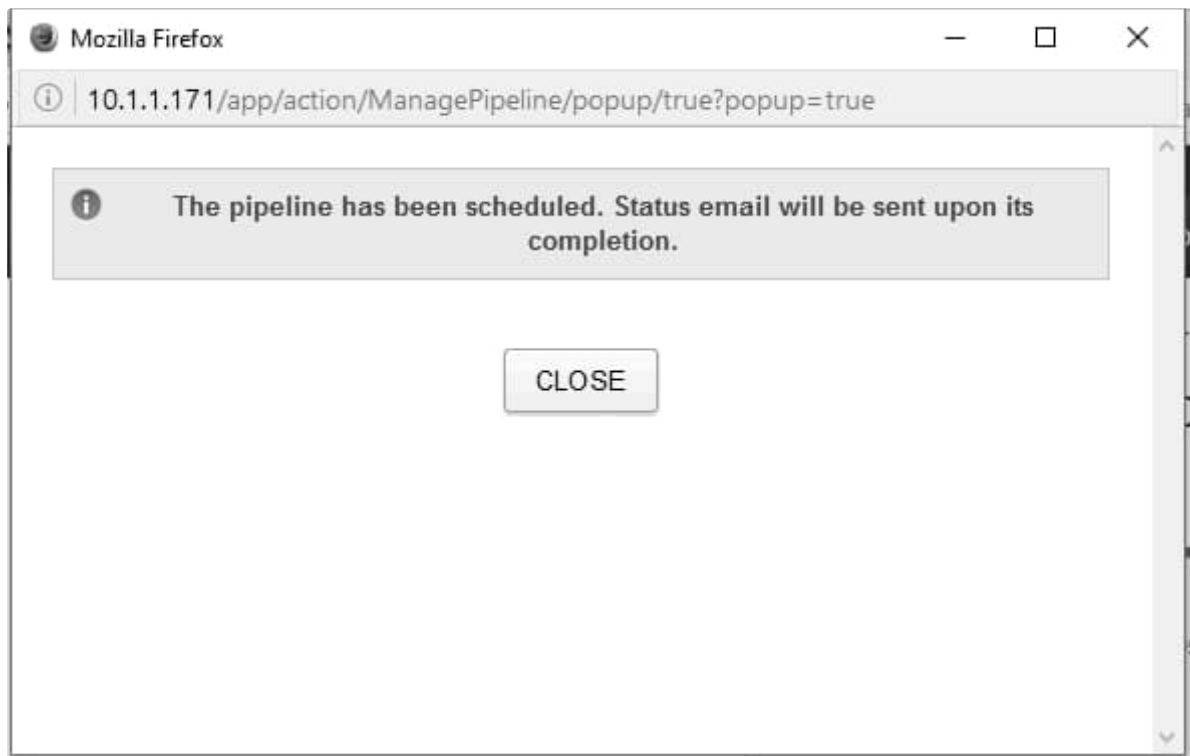 Mozilla Firefox
10.1.1.171/app/action/ManagePipeline/popup/true?popup=true
The pipeline has been scheduled. Status email will be sent upon its
completion.
CLOSE